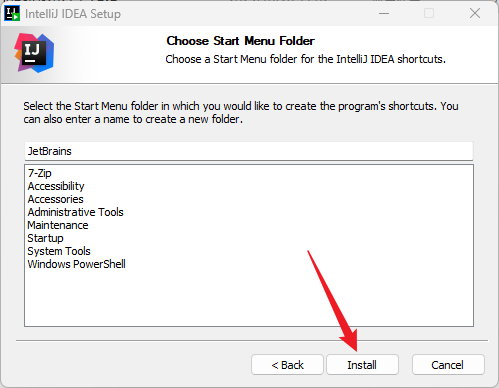 IntelliJ IDEA Setup
IJ
Choose Start Menu Folder
Choose a Start Menu folder for the IntelliJ IDEA shortcuts.
Select the Start Menu folder in which you would like to create the program's shortcuts. You
can also enter a name to create a new folder.
JetBrains
7-Zip
Accessibility
Accessories
Administrative Tools
Maintenance
Startup
System Tools
Windows PowerShell
< Back
Install
Cancel